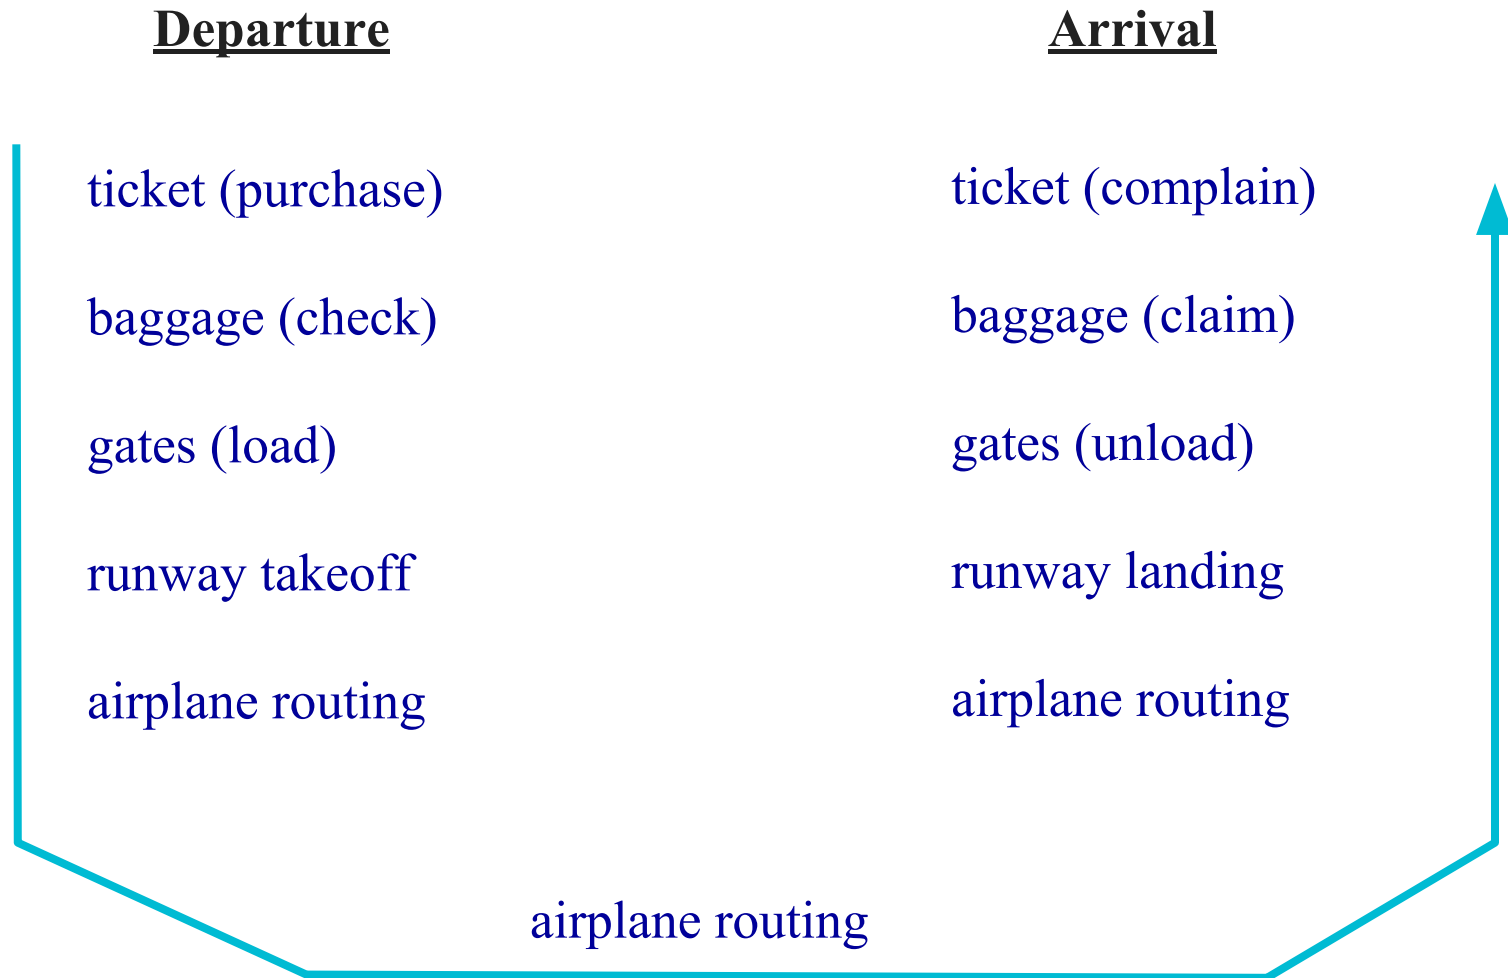 Departure
Arrival
ticket (purchase)
ticket (complain)
baggage (check)
baggage (claim)
gates (load)
gates (unload)
runway takeoff
runway landing
airplane routing
airplane routing
airplane routing